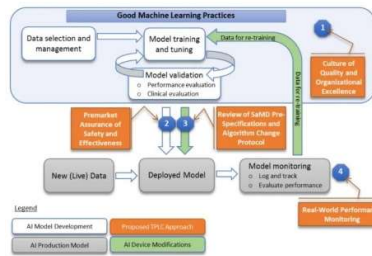 Good Machine Learning Practices
Data selection and
management
Model training
and tuning
Data for re-training
1
Culture of
Quality and
Organizational
Excellence
Model validation
o Performance evaluation
o Clinical evaluation
Data for re-training
Premarket
Assurance of
Safety and
Effectiveness
2
3
Review of SaMD Pre-
Specifications and
Algorithm Change
Protocol
New (Live) Data
Deployed Model
Model monitoring
o Log and track
o Evaluate performance
4
Real-World Performance
Monitoring
Legend
AI Model Development
Proposed TPLC Approach
AI Production Model
AI Device Modifications